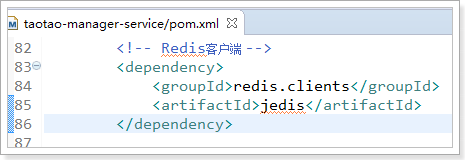 taotao-manager-service/pom.xml
82 <!-- Redis客户端 -->
83 <dependency>
84 <groupId>redis.clients</groupId>
85 <artifactId>jedis</artifactId>
86 </dependency>